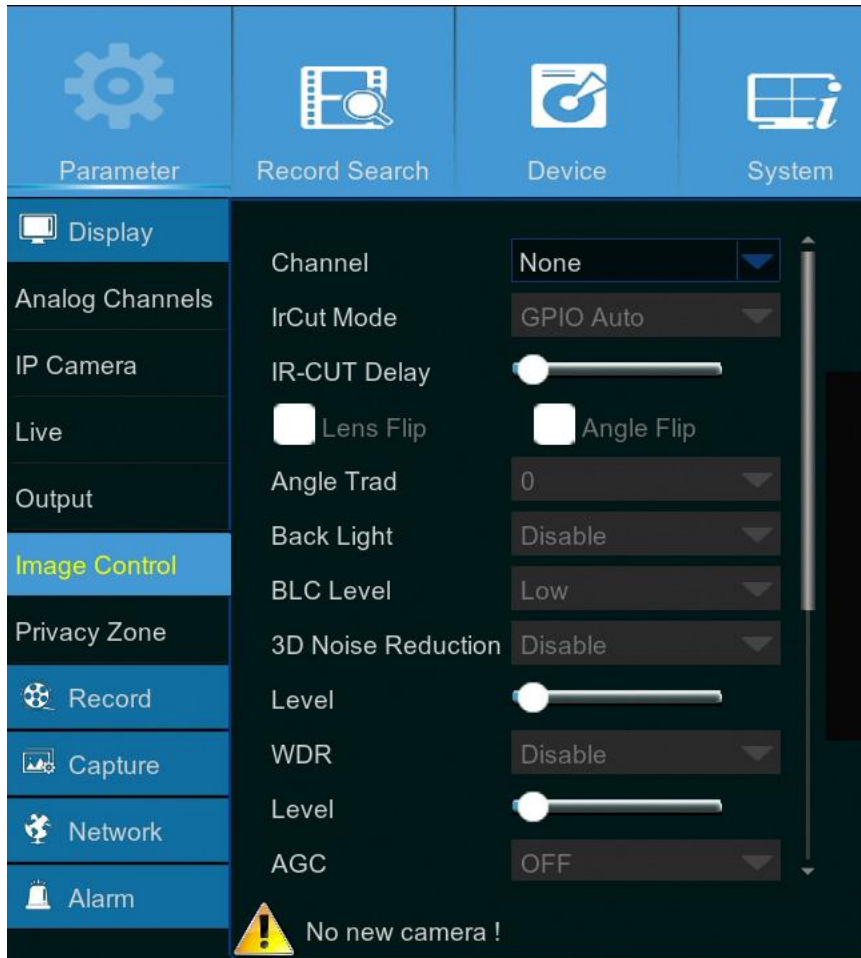 Parameter Record Search Device System
Display
Analog Channels
IP Camera
Live
Output
Image Control
Privacy Zone
Record
Capture
Network
Alarm
Channel None
IrCut Mode GPIO Auto
IR-CUT Delay
Lens Flip Angle Flip
Angle Trad 0
Back Light Disable
BLC Level Low
3D Noise Reduction Disable
Level
WDR Disable
Level
AGC OFF
No new camera !